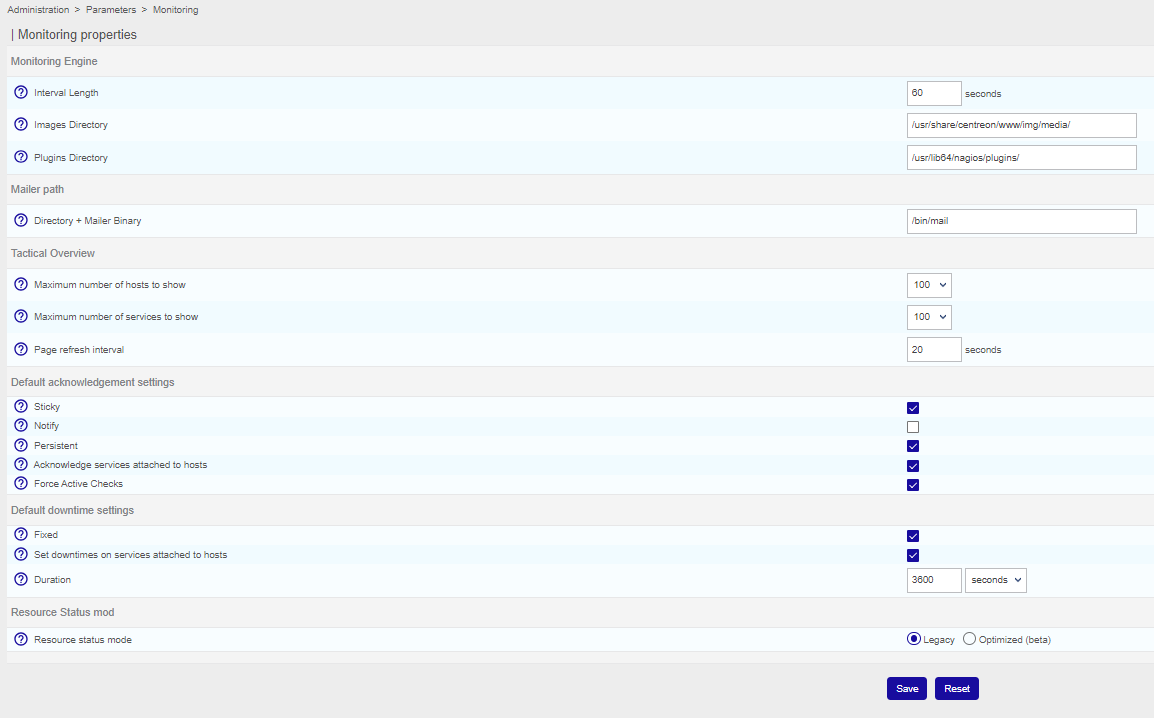 Administration > Parameters > Monitoring
| Monitoring properties
Monitoring Engine
Interval Length 60 seconds
Images Directory /usr/share/centreon/www/img/media/
Plugins Directory /usr/lib64/nagios/plugins/
Mailer path
Directory + Mailer Binary /bin/mail
Tactical Overview
Maximum number of hosts to show 100
Maximum number of services to show 100
Page refresh interval 20 seconds
Default acknowledgement settings
Sticky
Notify
Persistent
Acknowledge services attached to hosts
Force Active Checks
Default downtime settings
Fixed
Set downtimes on services attached to hosts
Duration 3600 seconds
Resource Status mod
Resource status mode Legacy Optimized (beta)
Save Reset